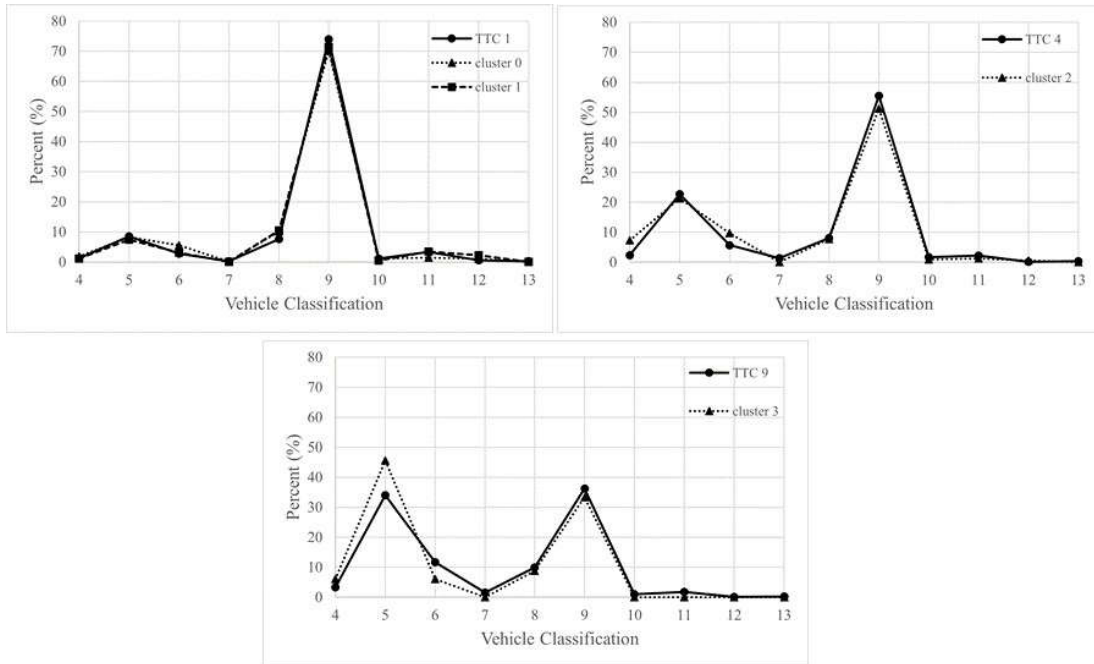 80
70
60
50
40
30
20
10
0
Percent (%)
TTC 1
cluster 0
cluster 1
4 5 6 7 8 9 10 11 12 13
Vehicle Classification
80
70
60
50
40
30
20
10
0
Percent (%)
TTC 4
cluster 2
4 5 6 7 8 9 10 11 12 13
Vehicle Classification
80
70
60
50
40
30
20
10
0
Percent (%)
TTC 9
cluster 3
4 5 6 7 8 9 10 11 12 13
Vehicle Classification